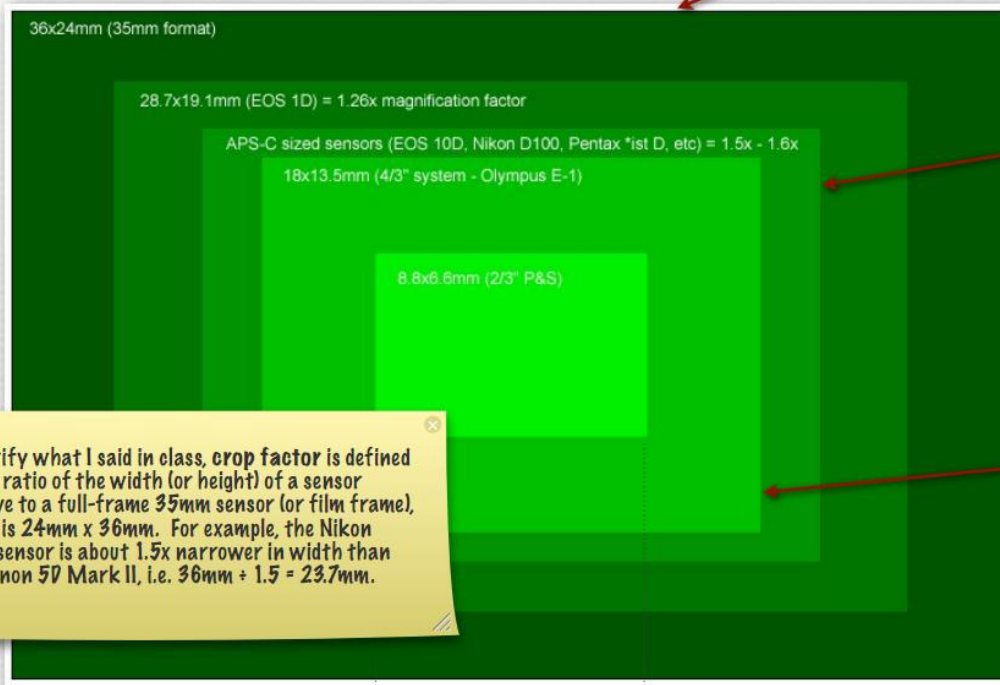 36x24mm (35mm format)
28.7x19.1mm (EOS 1D) = 1.26x magnification factor
APS-C sized sensors (EOS 10D, Nikon D100, Pentax *ist D, etc) = 1.5x - 1.6x
18x13.5mm (4/3" system - Olympus E-1)
8.8x6.6mm (2/3" P&S)
ify what I said in class, crop factor is defined
ratio of the width (or height) of a sensor
ve to a full-frame 35mm sensor (or film frame),
is 24mm x 36mm. For example, the Nikon
sensor is about 1.5x narrower in width than
non 5D Mark II, i.e. 36mm ÷ 1.5 = 23.7mm.